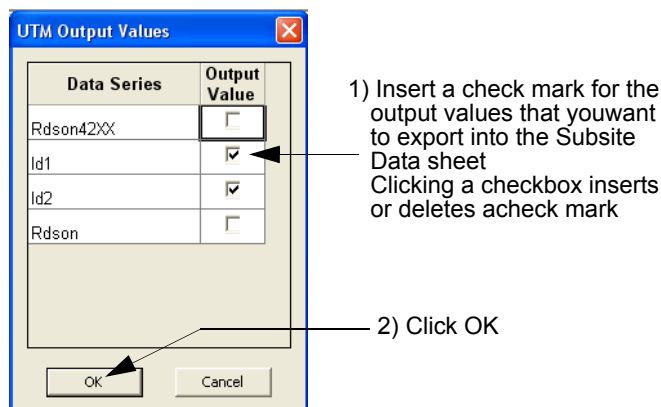 UTM Output Values
Data Series
Output
Value
Rdson42XX
Id1
Id2
Rdson
OK
Cancel
1) Insert a check mark for the
output values that youwant
to export into the Subsite
Data sheet
Clicking a checkbox inserts
or deletes acheck mark
2) Click OK